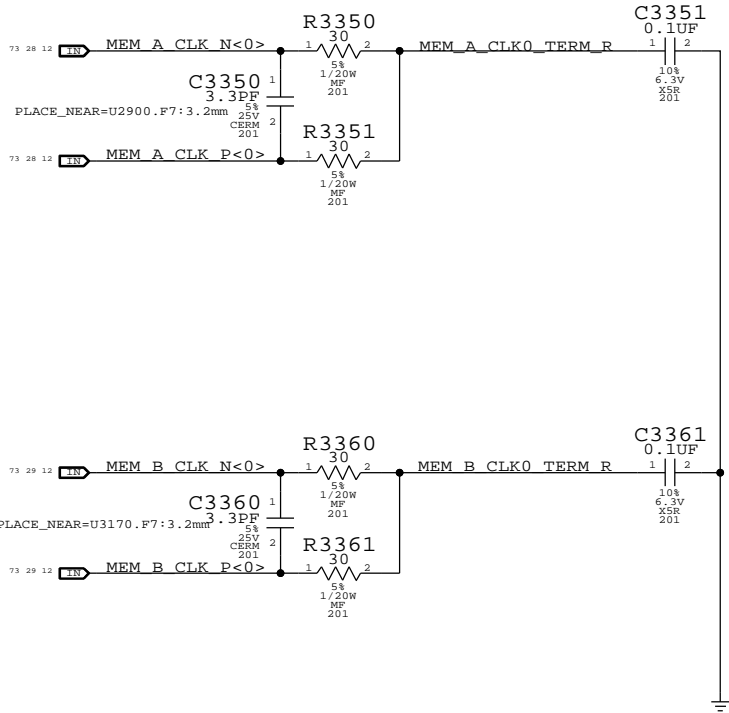 C3351
0.1UF
1 2
10%
6.3V
X5R
201
R3350
30
1 2
5%
1/20W
MF
201
73 28 12 IN MEM_A_CLK_N<0>
MEM_A_CLK0_TERM_R
C3350
3.3PF
5%
25V
CERM
201
1
2
PLACE_NEAR=U2900.F7:3.2mm
R3351
30
1 2
5%
1/20W
MF
201
73 28 12 IN MEM_A_CLK_P<0>
C3361
0.1UF
1 2
10%
6.3V
X5R
201
R3360
30
1 2
5%
1/20W
MF
201
73 29 12 IN MEM_B_CLK_N<0>
MEM_B_CLK0_TERM_R
C3360
3.3PF
5%
25V
CERM
201
1
2
PLACE_NEAR=U3170.F7:3.2mm
R3361
30
1 2
5%
1/20W
MF
201
73 29 12 IN MEM_B_CLK_P<0>